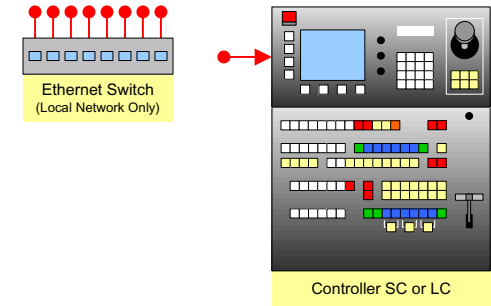 Ethernet Switch
(Local Network Only)
Controller SC or LC